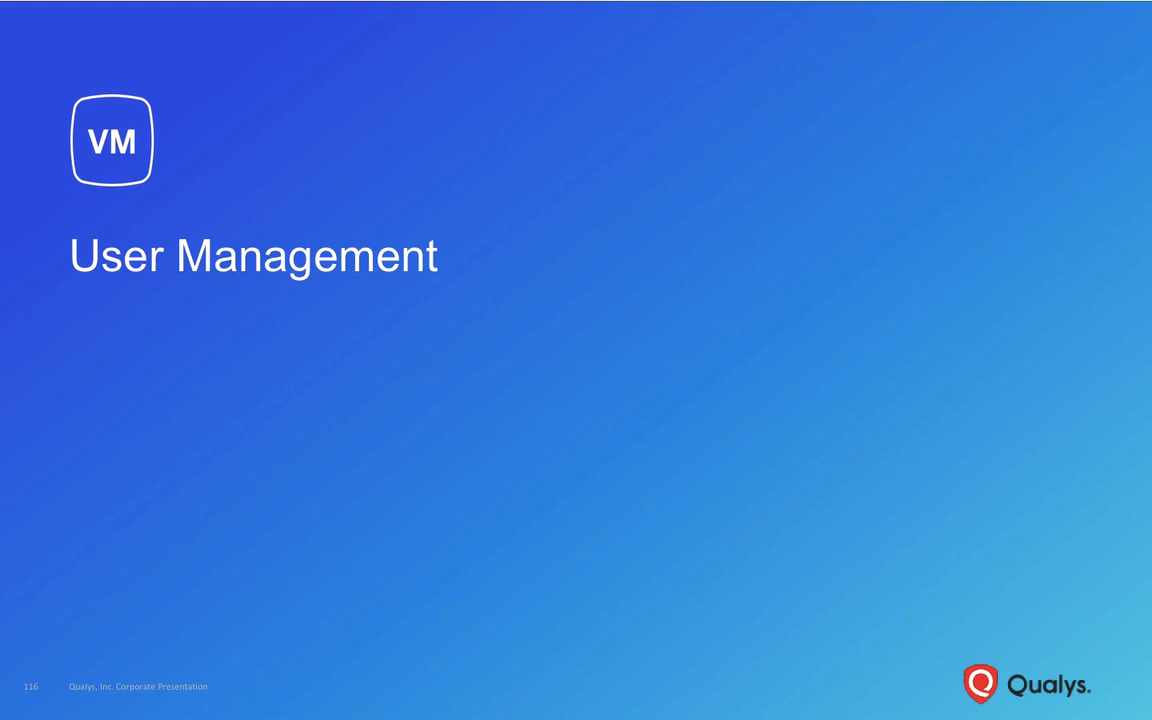 VM
User Management
116 Qualys, Inc. Corporate Presentation
Qualys.